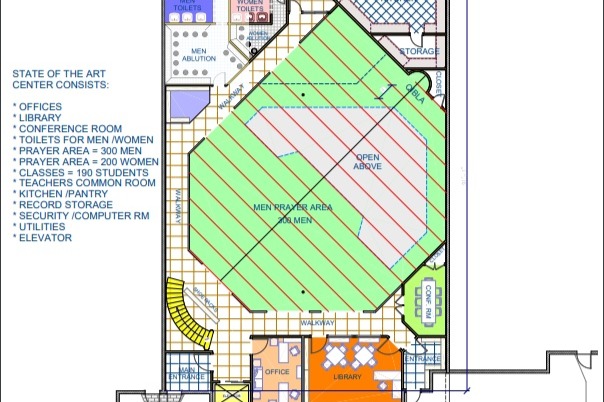 MEN
TOILETS
WOMEN
TOILETS
WOMEN
ABLUTION
MEN
ABLUTION
STORAGE
CLOSET
QIBLA
WALKWAY
STATE OF THE ART
CENTER CONSISTS:
* OFFICES
* LIBRARY
* CONFERENCE ROOM
* TOILETS FOR MEN /WOMEN
* PRAYER AREA = 300 MEN
* PRAYER AREA = 200 WOMEN
* CLASSES = 190 STUDENTS
* TEACHERS COMMON ROOM
* KITCHEN /PANTRY
* RECORD STORAGE
* SECURITY /COMPUTER RM
* UTILITIES
* ELEVATOR
OPEN
ABOVE
WALKWAY
MEN PRAYER AREA
300 MEN
CONF. RM
WALKWAY
MAIN
ENTRANCE
OFFICE
LIBRARY
ENTRANCE